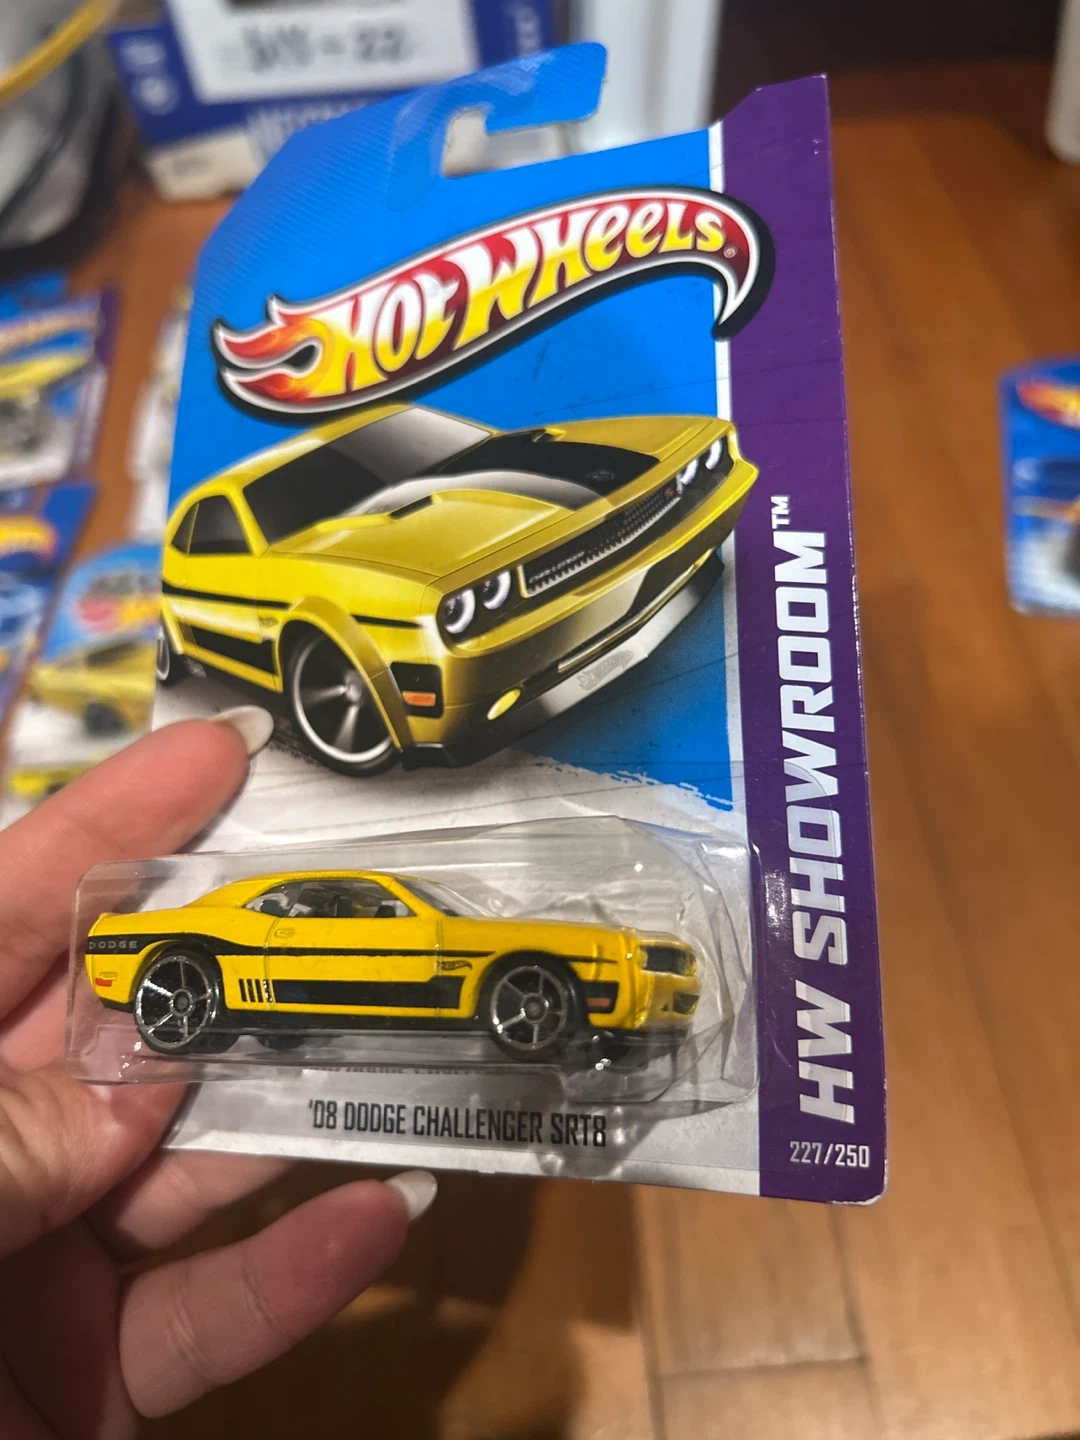 HOT WHEELS
HW SHOWROOM™
DODGE
'08 DODGE CHALLENGER SRT8
227/250